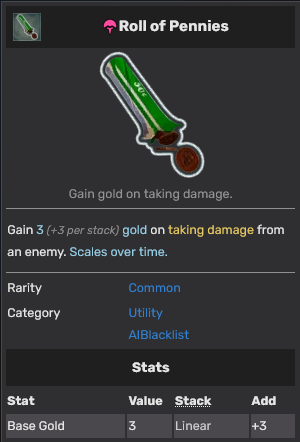 Roll of Pennies
50¢
Gain gold on taking damage.
Gain 3 (+3 per stack) gold on taking damage from
an enemy. Scales over time.
Rarity Common
Category Utility
AIBlacklist
Stats
Stat Value Stack Add
Base Gold 3 Linear +3